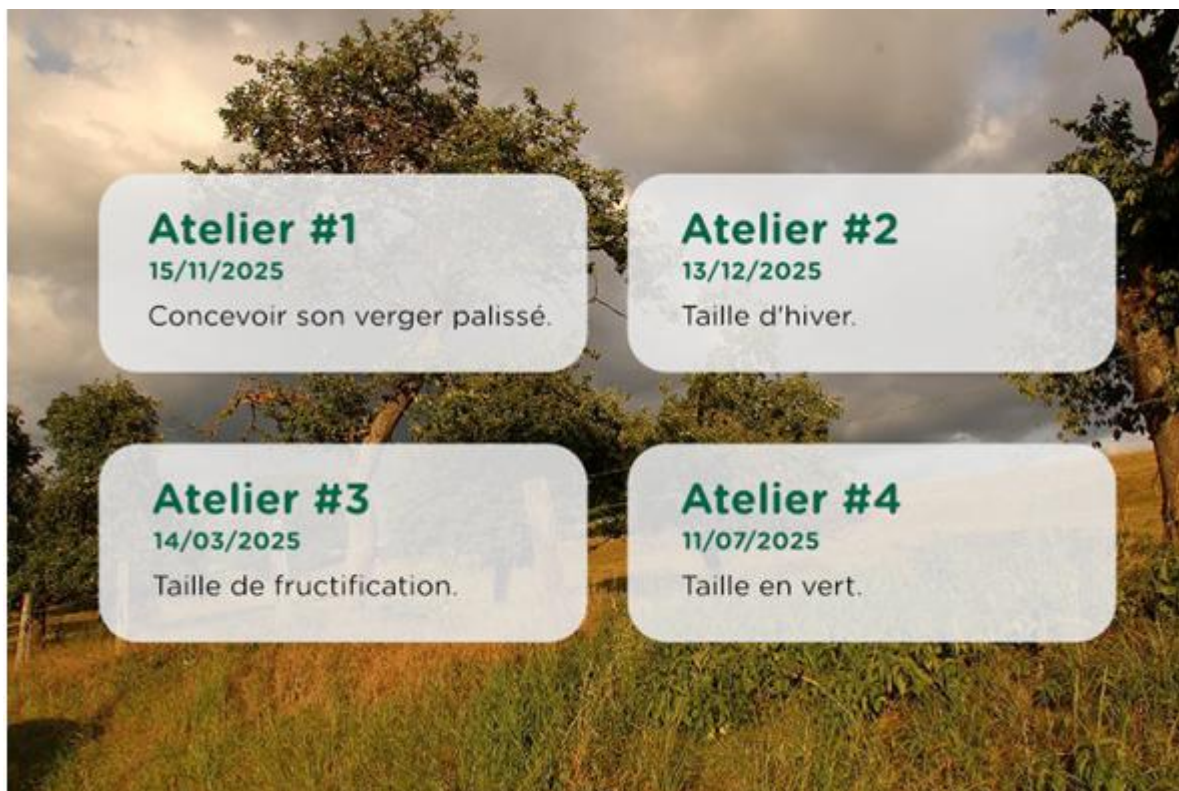 Atelier #1
15/11/2025
Concevoir son verger palissé.
Atelier #2
13/12/2025
Taille d'hiver.
Atelier #3
14/03/2025
Taille de fructification.
Atelier #4
11/07/2025
Taille en vert.